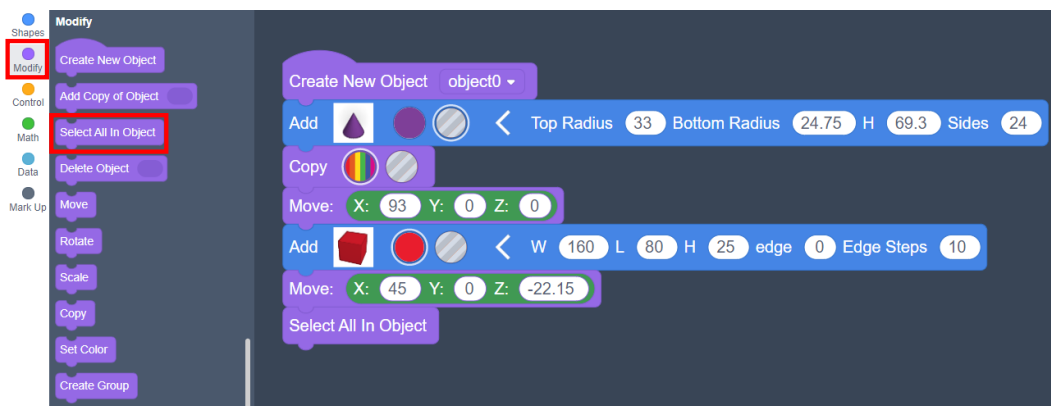 Shapes
Modify
Control
Math
Data
Mark Up
Modify
Create New Object
Add Copy of Object
Select All In Object
Delete Object
Move
Rotate
Scale
Copy
Set Color
Create Group
Create New Object object0
Add Top Radius 33 Bottom Radius 24.75 H 69.3 Sides 24
Copy
Move: X: 93 Y: 0 Z: 0
Add W 160 L 80 H 25 edge 0 Edge Steps 10
Move: X: 45 Y: 0 Z: -22.15
Select All In Object